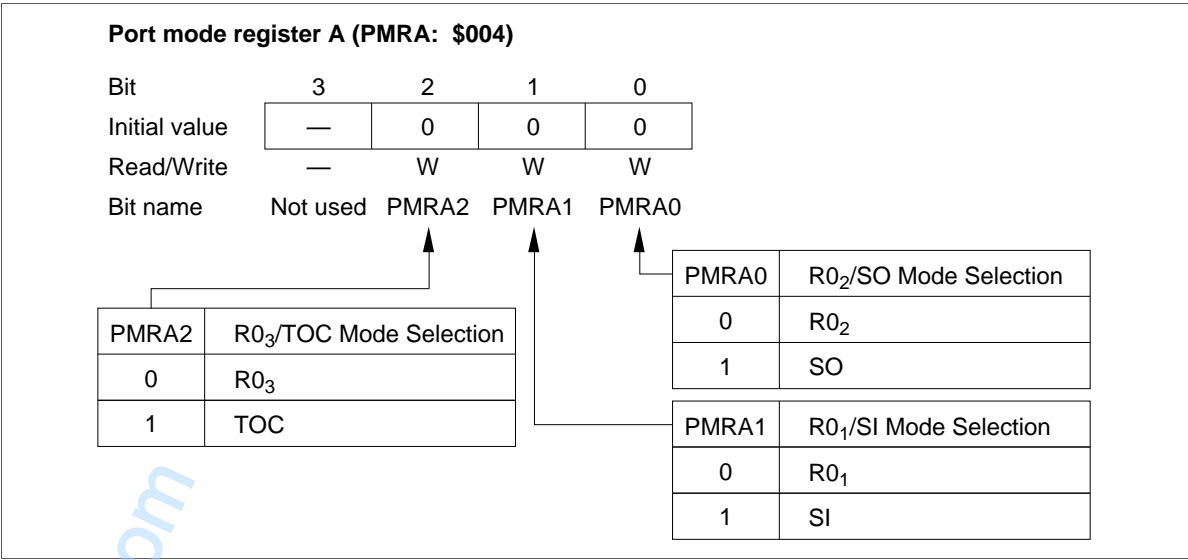 Port mode register A (PMRA: $004)
Bit 3 2 1 0
Initial value — 0 0 0
Read/Write — W W W
Bit name Not used PMRA2 PMRA1 PMRA0
PMRA2 R0₃/TOC Mode Selection
0 R0₃
1 TOC
PMRA0 R0₂/SO Mode Selection
0 R0₂
1 SO
PMRA1 R0₁/SI Mode Selection
0 R0₁
1 SI
om